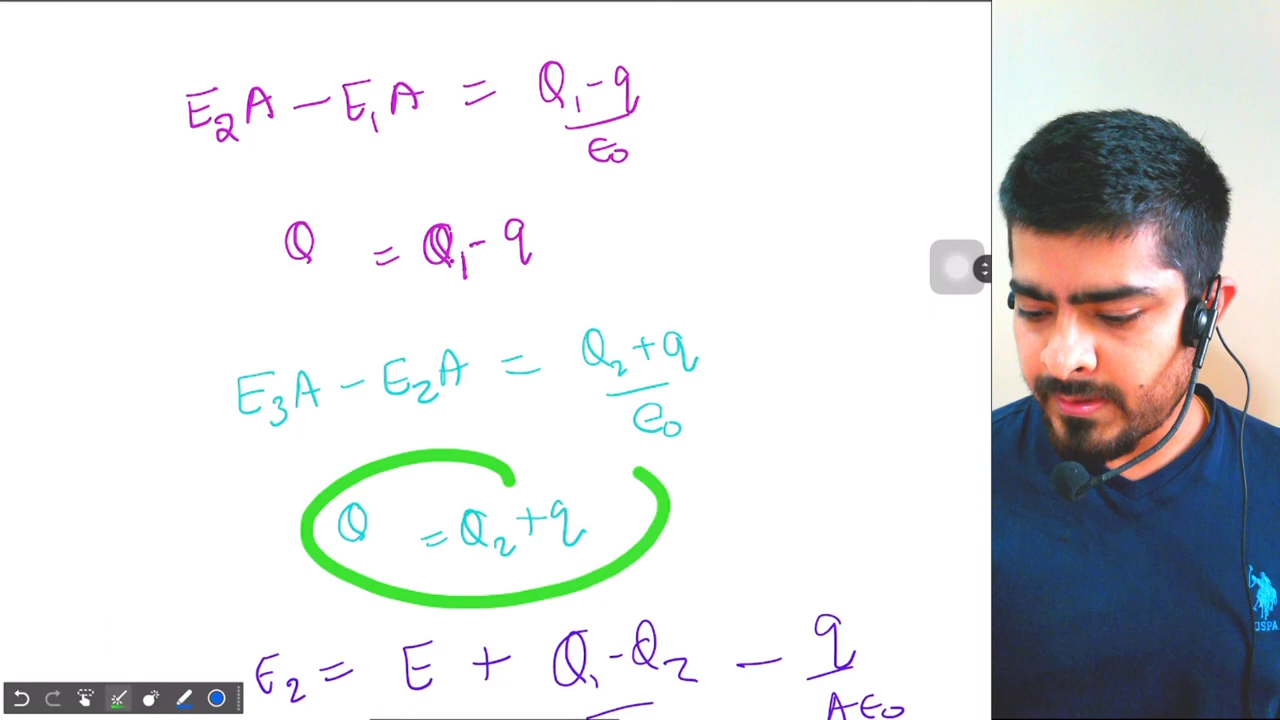 E₂A − E₁A = Q₁ − q / ε₀
Q = Q₁ − q
E₃A − E₂A = Q₂ + q / ε₀
Q = Q₂ + q
E₂ = E + Q₁ − Q₂ − q / Aε₀
USPA